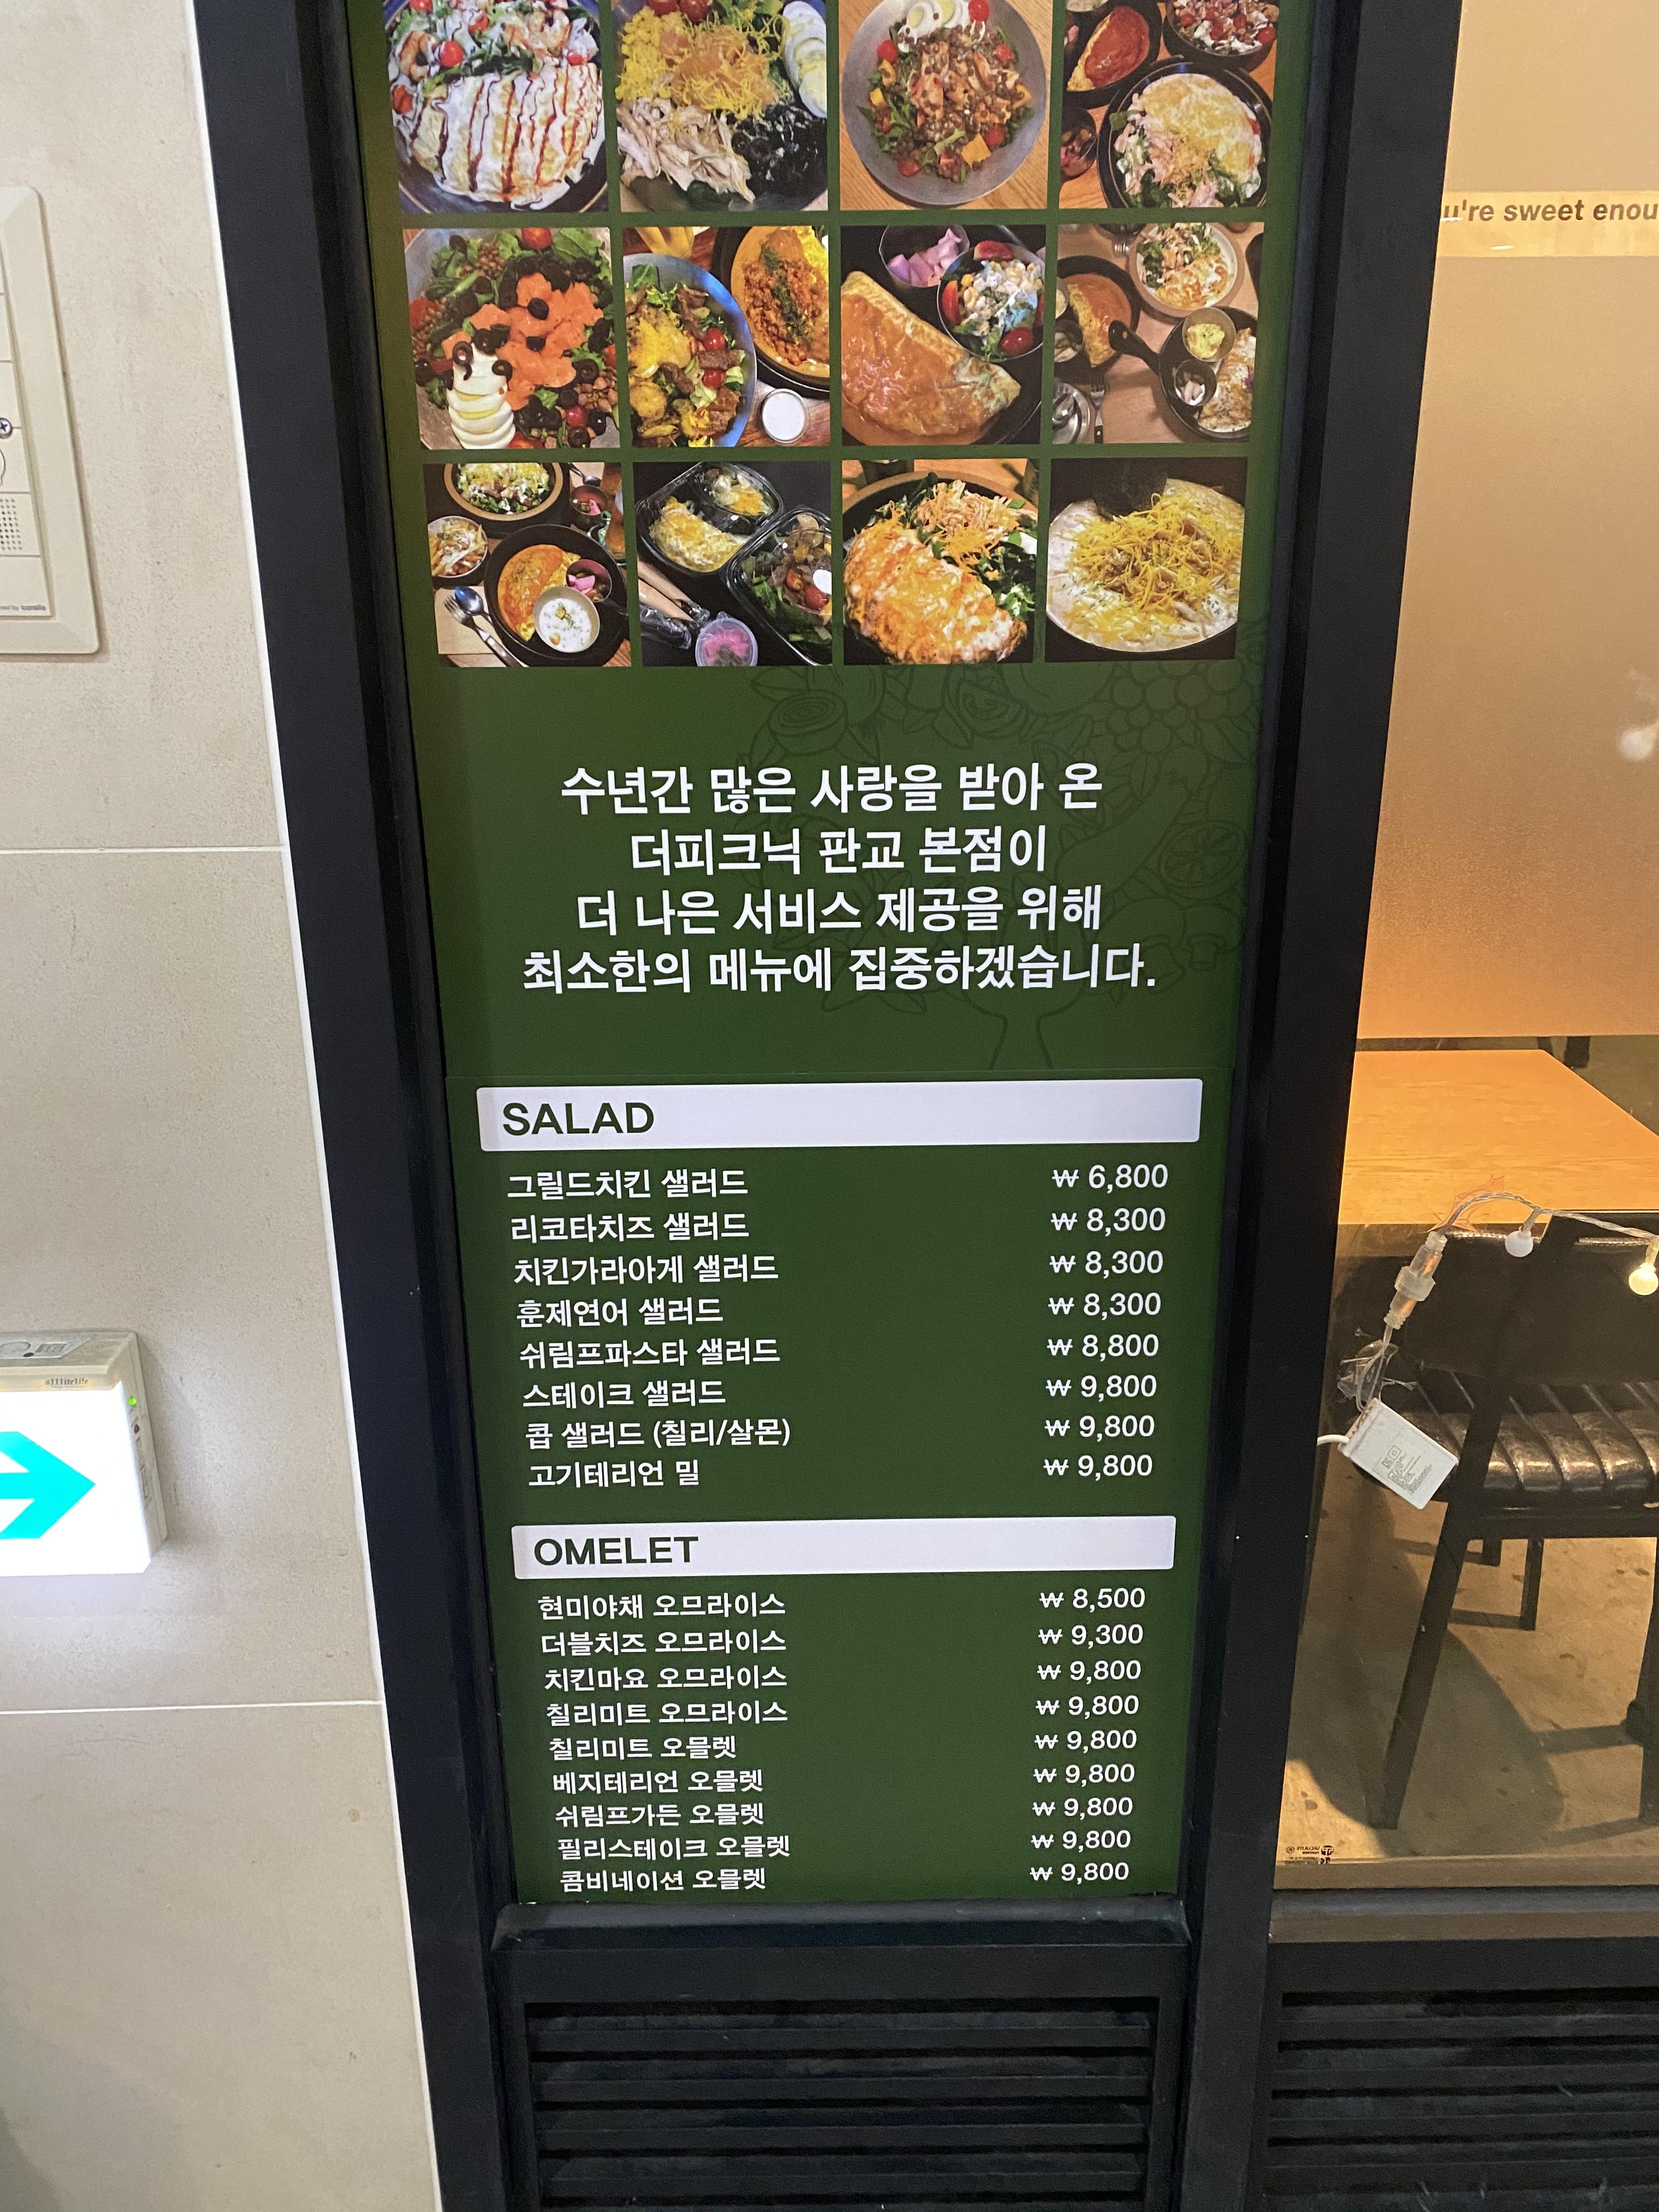 u're sweet enou
수년간 많은 사랑을 받아 온
더피크닉 판교 본점이
더 나은 서비스 제공을 위해
최소한의 메뉴에 집중하겠습니다.
SALAD
그릴드치킨 샐러드 ₩ 6,800
리코타치즈 샐러드 ₩ 8,300
치킨가라아게 샐러드 ₩ 8,300
훈제연어 샐러드 ₩ 8,300
쉬림프파스타 샐러드 ₩ 8,800
스테이크 샐러드 ₩ 9,800
콥 샐러드 (칠리/살몬) ₩ 9,800
고기테리언 밀 ₩ 9,800
OMELET
현미야채 오므라이스 ₩ 8,500
더블치즈 오므라이스 ₩ 9,300
치킨마요 오므라이스 ₩ 9,800
칠리미트 오므라이스 ₩ 9,800
칠리미트 오믈렛 ₩ 9,800
베지테리언 오믈렛 ₩ 9,800
쉬림프가든 오믈렛 ₩ 9,800
필리스테이크 오믈렛 ₩ 9,800
콤비네이션 오믈렛 ₩ 9,800